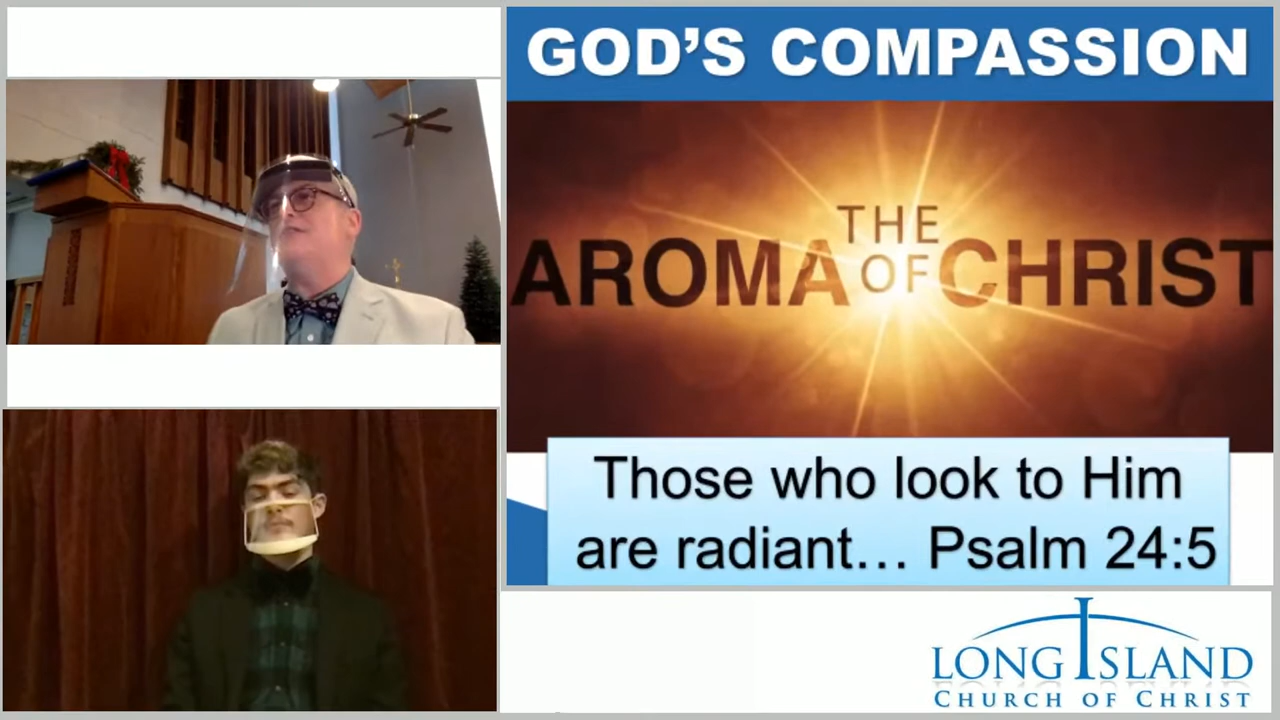 GOD'S COMPASSION
THE
AROMA OF CHRIST
Those who look to Him
are radiant... Psalm 24:5
LONG ISLAND
CHURCH OF CHRIST